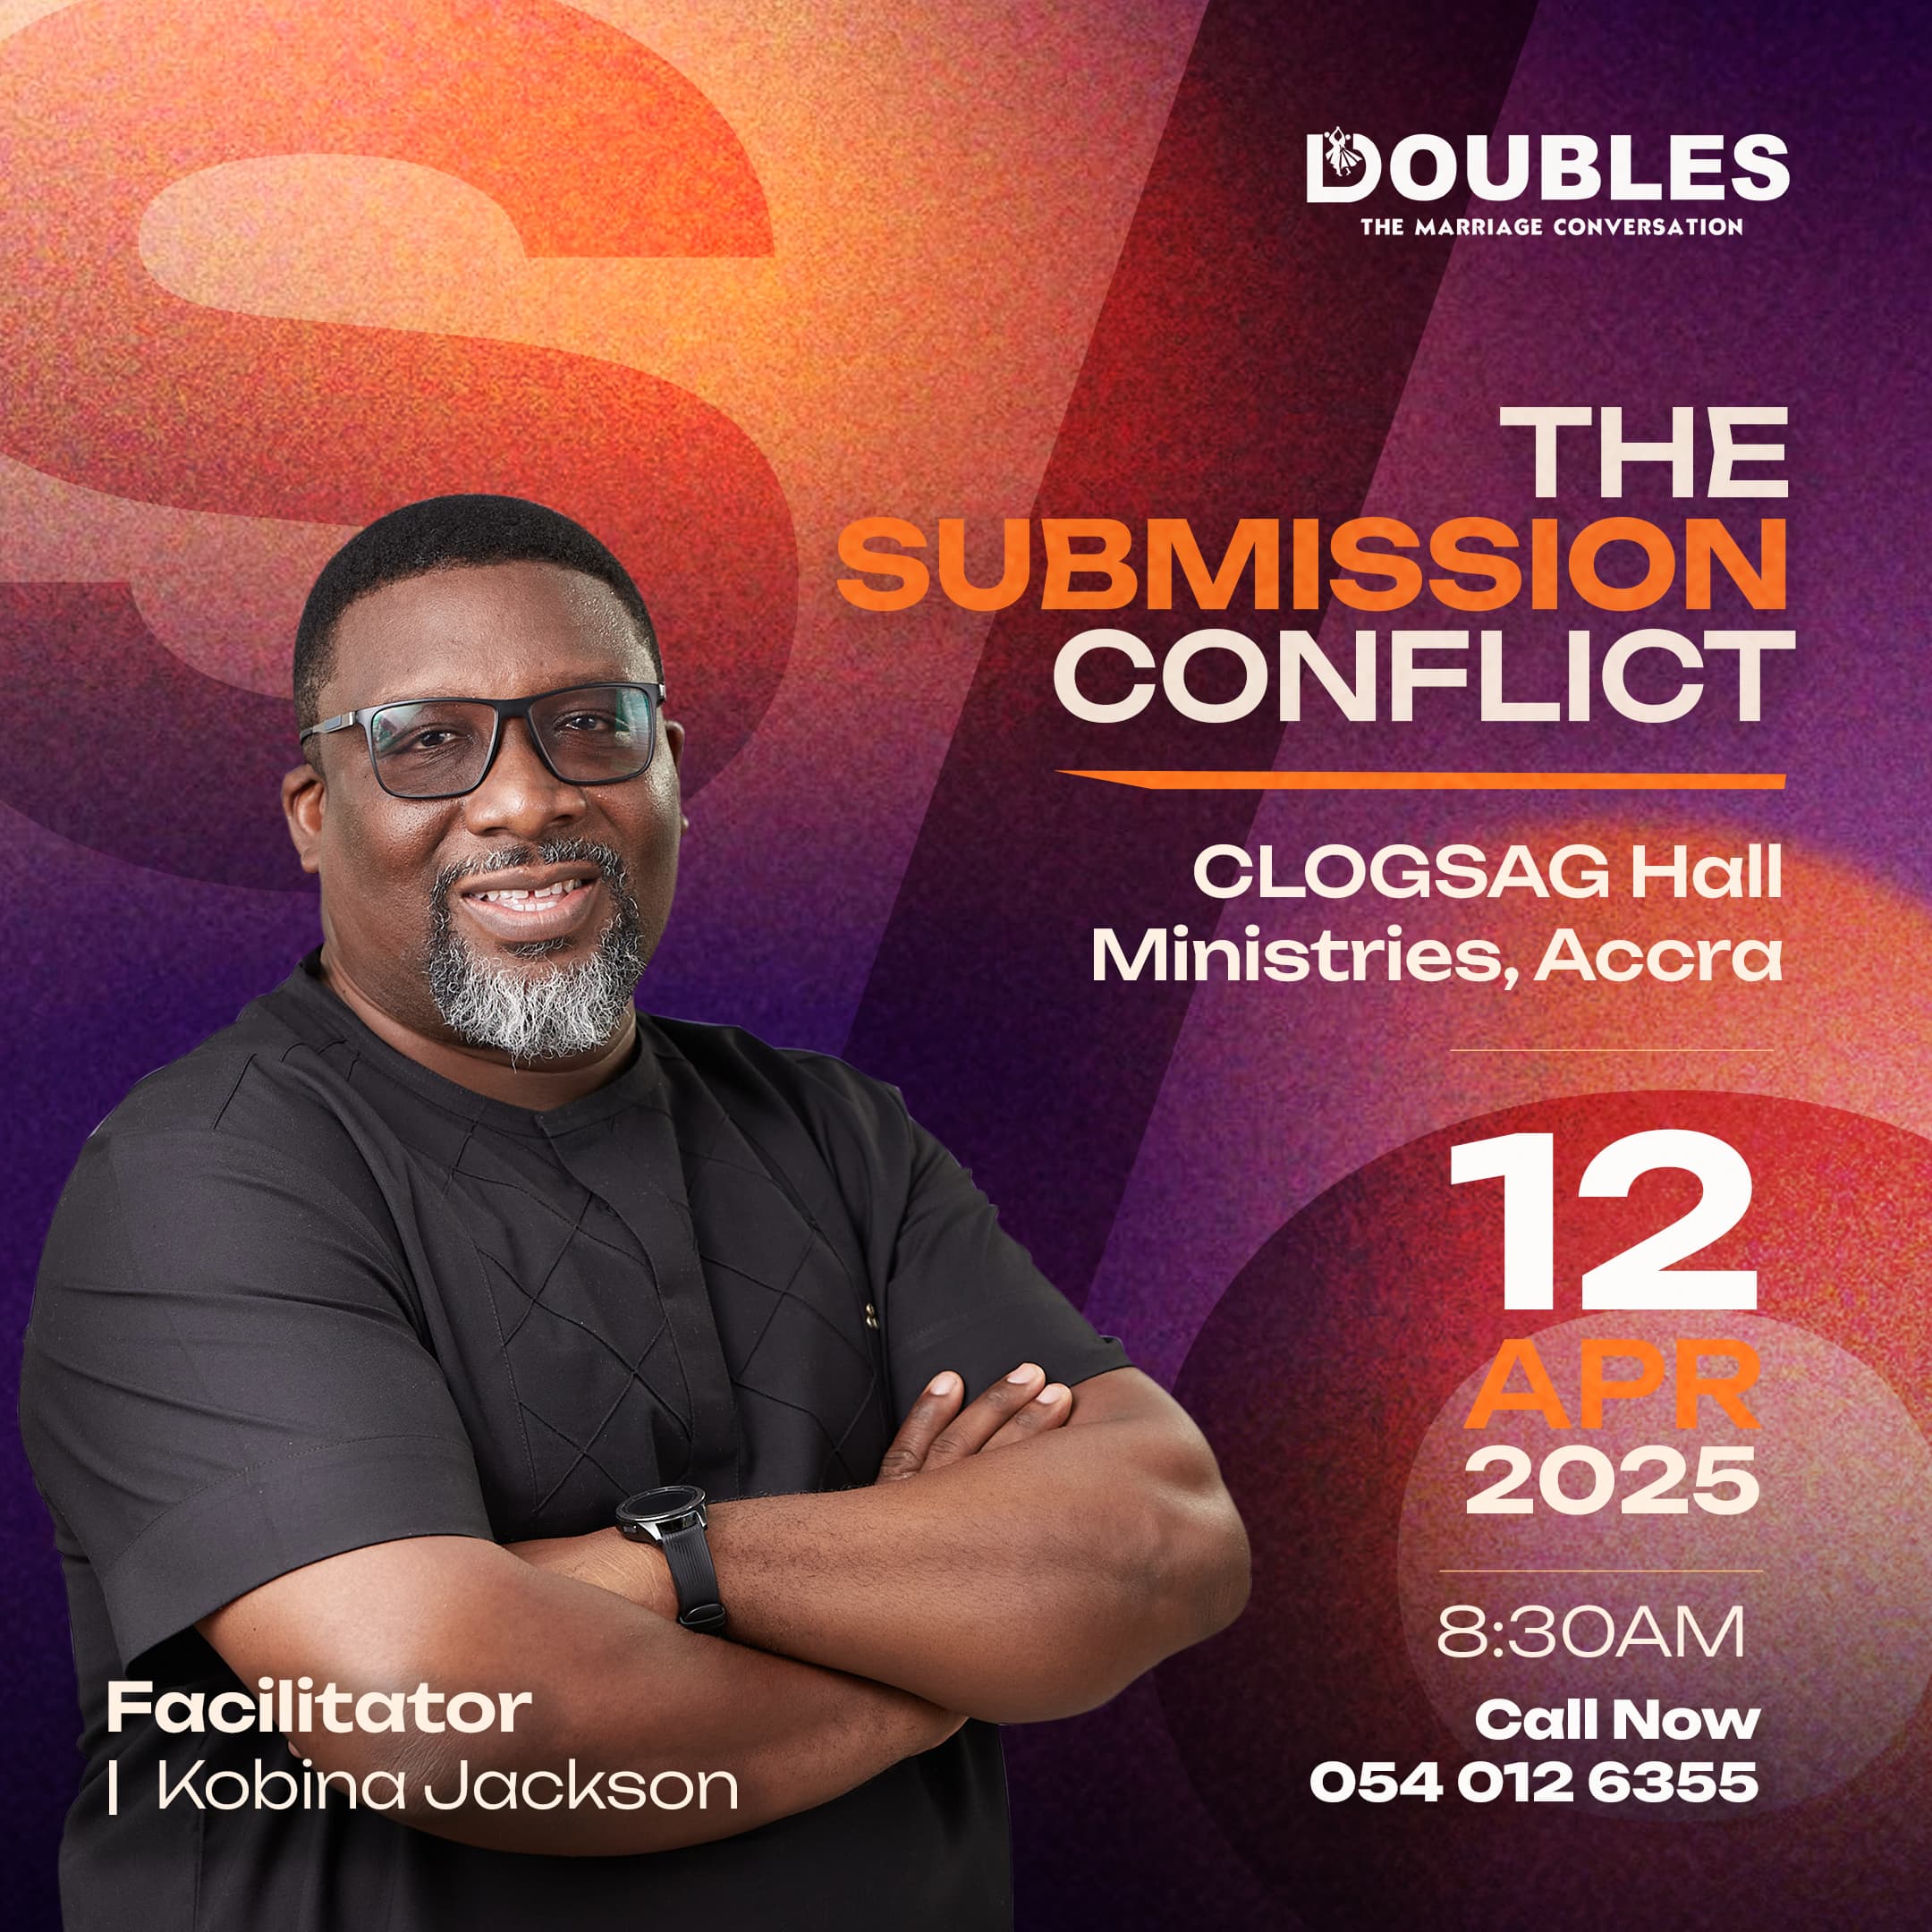 DOUBLES
THE MARRIAGE CONVERSATION
THE
SUBMISSION
CONFLICT
CLOGSAG Hall
Ministries, Accra
12
APR
2025
8:30AM
Call Now
054 012 6355
Facilitator
| Kobina Jackson